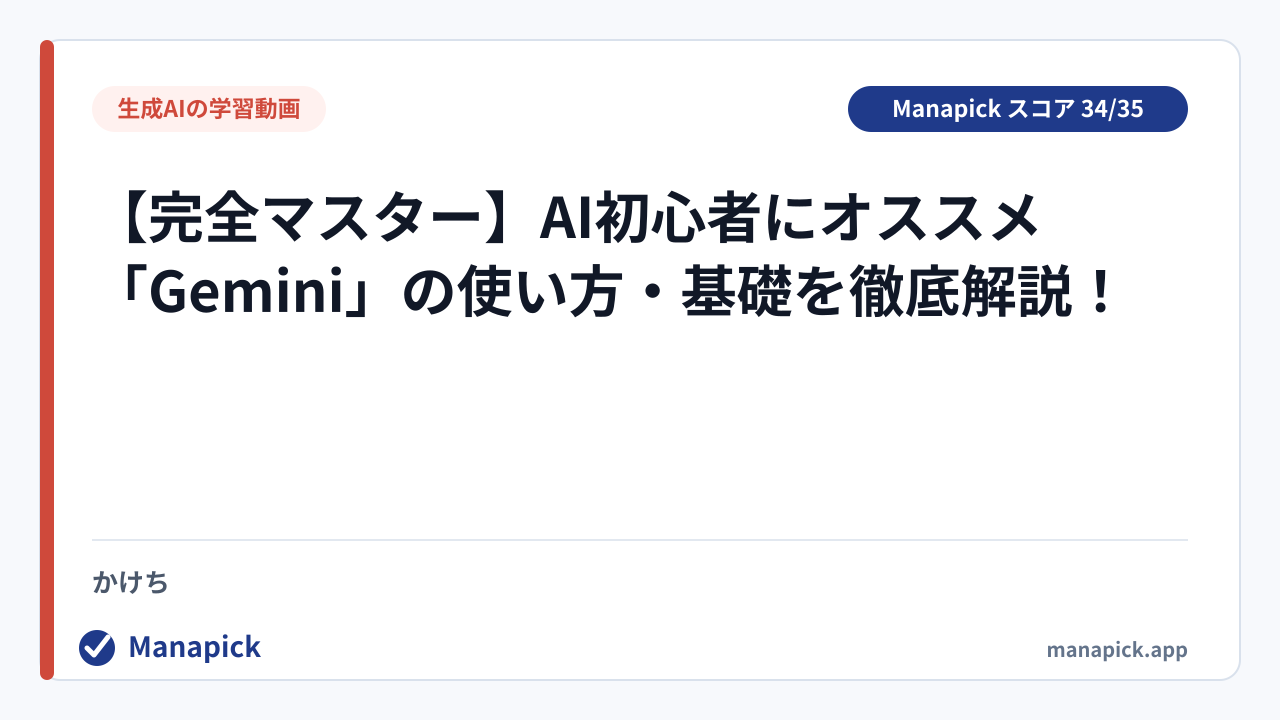 生成AIの学習動画
Manapick スコア 34/35
【完全マスター】AI初心者にオススメ
「Gemini」の使い方・基礎を徹底解説！
かけち
Manapick
manapick.app